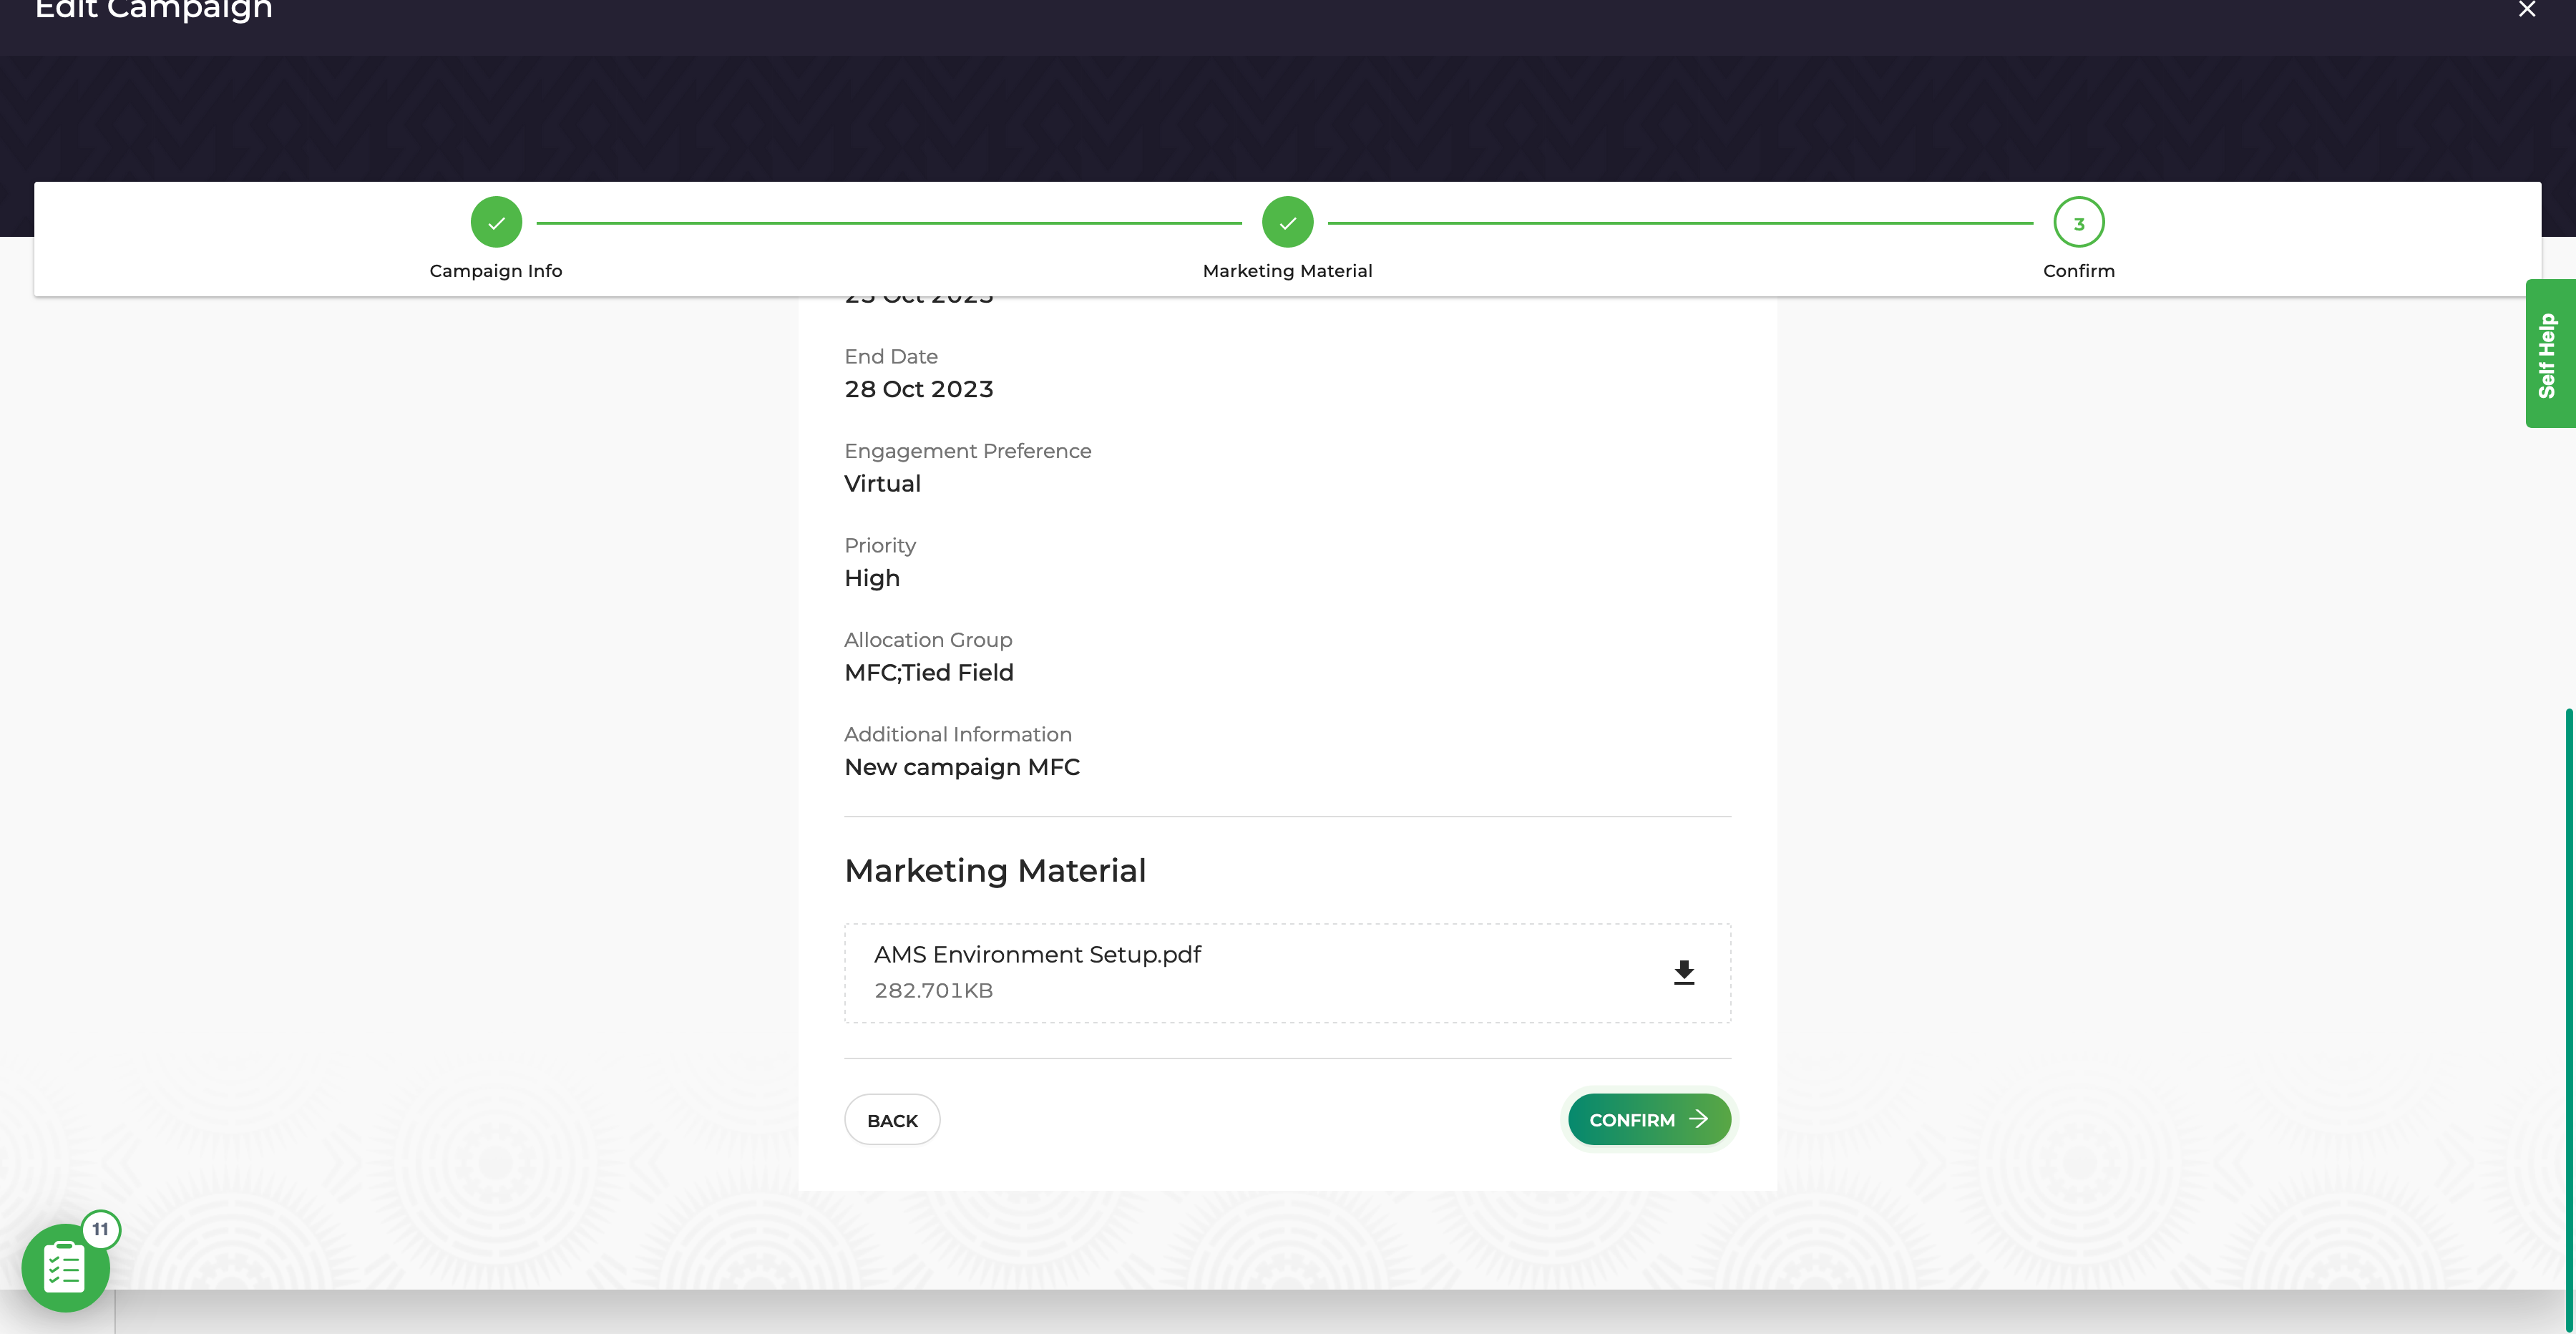 Edit Campaign
Campaign Info
Marketing Material
3
Confirm
Self Help
End Date
28 Oct 2023
Engagement Preference
Virtual
Priority
High
Allocation Group
MFC;Tied Field
Additional Information
New campaign MFC
Marketing Material
AMS Environment Setup.pdf
282.701KB
BACK
CONFIRM
11